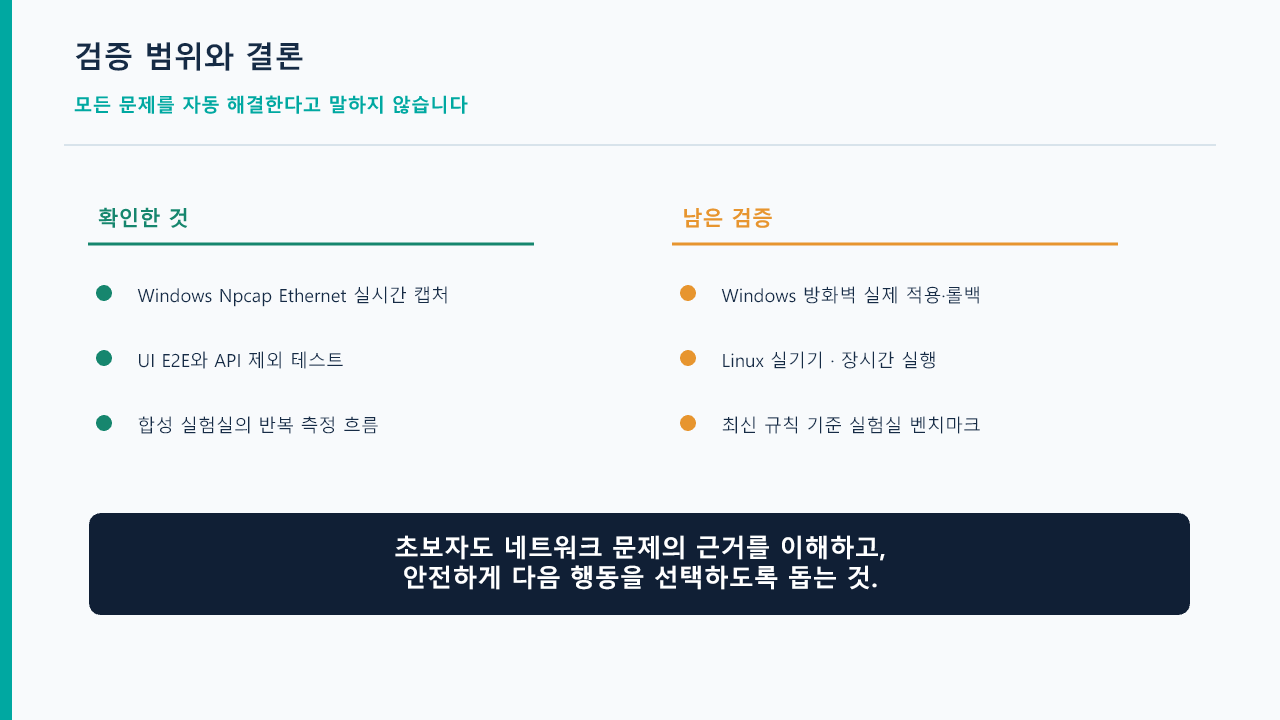 검증 범위와 결론
모든 문제를 자동 해결한다고 말하지 않습니다
확인한 것
Windows Npcap Ethernet 실시간 캡처
UI E2E와 API 제외 테스트
합성 실험실의 반복 측정 흐름
남은 검증
Windows 방화벽 실제 적용·롤백
Linux 실기기 · 장시간 실행
최신 규칙 기준 실험실 벤치마크
초보자도 네트워크 문제의 근거를 이해하고,
안전하게 다음 행동을 선택하도록 돕는 것.